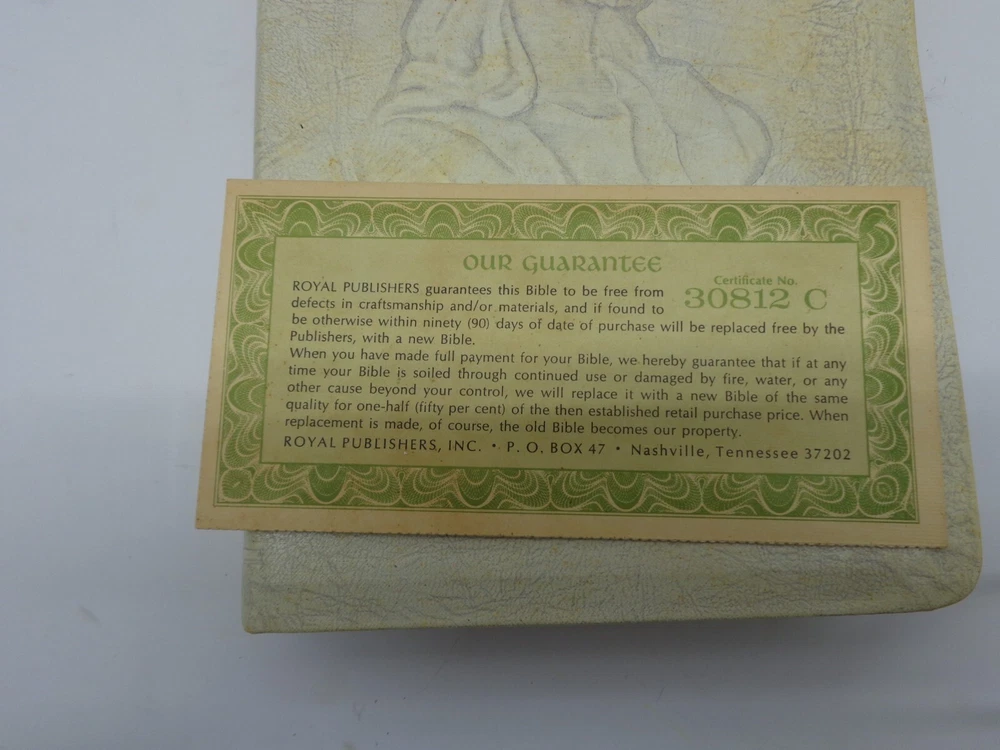 OUR GUARANTEE
Certificate No.
30812 C
ROYAL PUBLISHERS guarantees this Bible to be free from
defects in craftsmanship and/or materials, and if found to
be otherwise within ninety (90) days of date of purchase will be replaced free by the
Publishers, with a new Bible.
When you have made full payment for your Bible, we hereby guarantee that if at any
time your Bible is soiled through continued use or damaged by fire, water, or any
other cause beyond your control, we will replace it with a new Bible of the same
quality for one-half (fifty per cent) of the then established retail purchase price. When
replacement is made, of course, the old Bible becomes our property.
ROYAL PUBLISHERS, INC. • P. O. BOX 47 • Nashville, Tennessee 37202